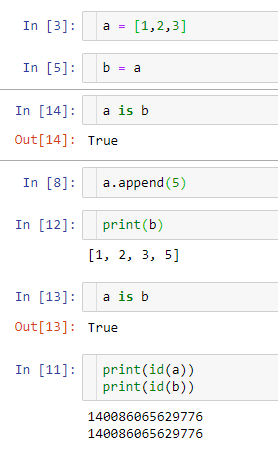 In [3]: a = [1,2,3]
In [5]: b = a
In [14]: a is b
Out[14]: True
In [8]: a.append(5)
In [12]: print(b)
[1, 2, 3, 5]
In [13]: a is b
Out[13]: True
In [11]: print(id(a))
print(id(b))
140086065629776
140086065629776